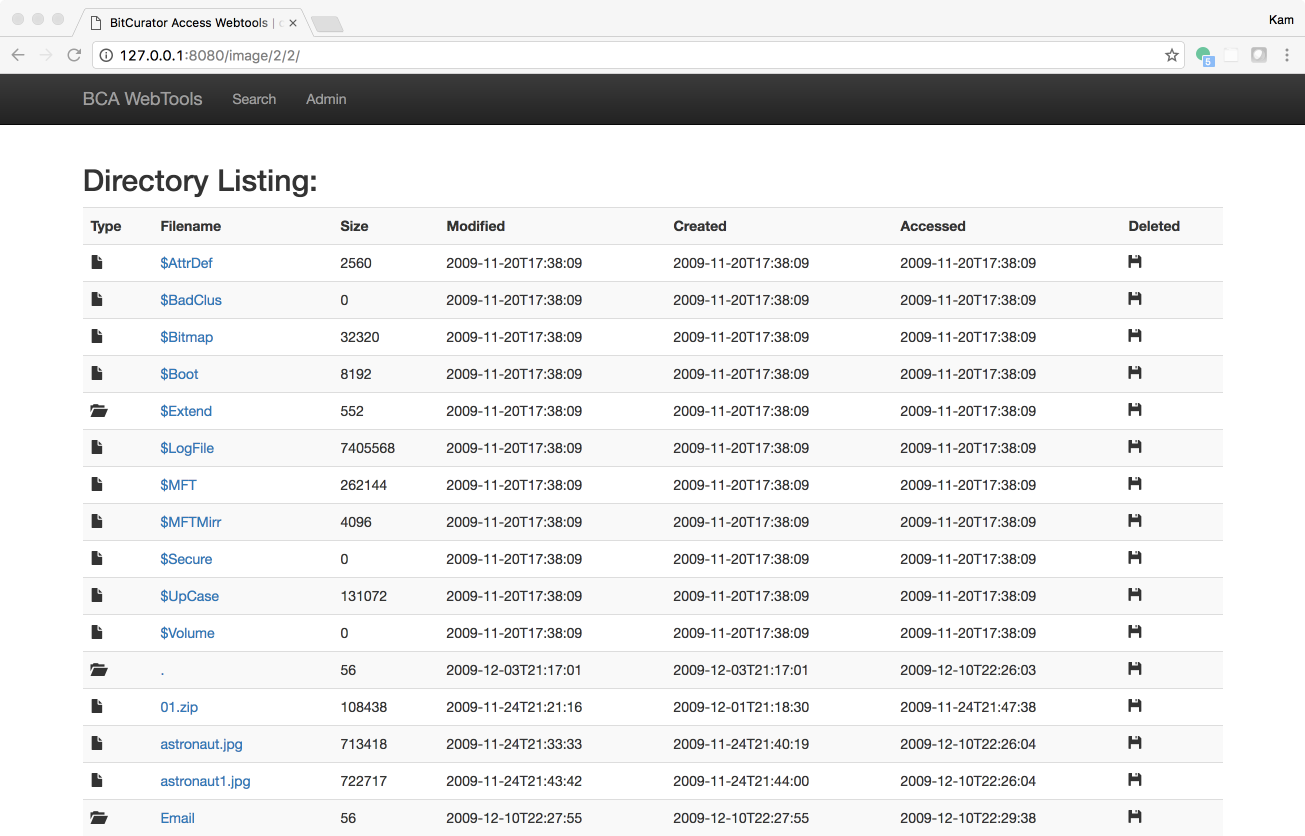 BitCurator Access Webtools |
Kam
127.0.0.1:8080/image/2/2/
5
BCA WebTools Search Admin
Directory Listing:
Type Filename Size Modified Created Accessed Deleted
$AttrDef 2560 2009-11-20T17:38:09 2009-11-20T17:38:09 2009-11-20T17:38:09
$BadClus 0 2009-11-20T17:38:09 2009-11-20T17:38:09 2009-11-20T17:38:09
$Bitmap 32320 2009-11-20T17:38:09 2009-11-20T17:38:09 2009-11-20T17:38:09
$Boot 8192 2009-11-20T17:38:09 2009-11-20T17:38:09 2009-11-20T17:38:09
$Extend 552 2009-11-20T17:38:09 2009-11-20T17:38:09 2009-11-20T17:38:09
$LogFile 7405568 2009-11-20T17:38:09 2009-11-20T17:38:09 2009-11-20T17:38:09
$MFT 262144 2009-11-20T17:38:09 2009-11-20T17:38:09 2009-11-20T17:38:09
$MFTMirr 4096 2009-11-20T17:38:09 2009-11-20T17:38:09 2009-11-20T17:38:09
$Secure 0 2009-11-20T17:38:09 2009-11-20T17:38:09 2009-11-20T17:38:09
$UpCase 131072 2009-11-20T17:38:09 2009-11-20T17:38:09 2009-11-20T17:38:09
$Volume 0 2009-11-20T17:38:09 2009-11-20T17:38:09 2009-11-20T17:38:09
. 56 2009-12-03T21:17:01 2009-12-03T21:17:01 2009-12-10T22:26:03
01.zip 108438 2009-11-24T21:21:16 2009-12-01T21:18:30 2009-11-24T21:47:38
astronaut.jpg 713418 2009-11-24T21:33:33 2009-11-24T21:40:19 2009-12-10T22:26:04
astronaut1.jpg 722717 2009-11-24T21:43:42 2009-11-24T21:44:00 2009-12-10T22:26:04
Email 56 2009-12-10T22:27:55 2009-12-10T22:27:55 2009-12-10T22:29:38